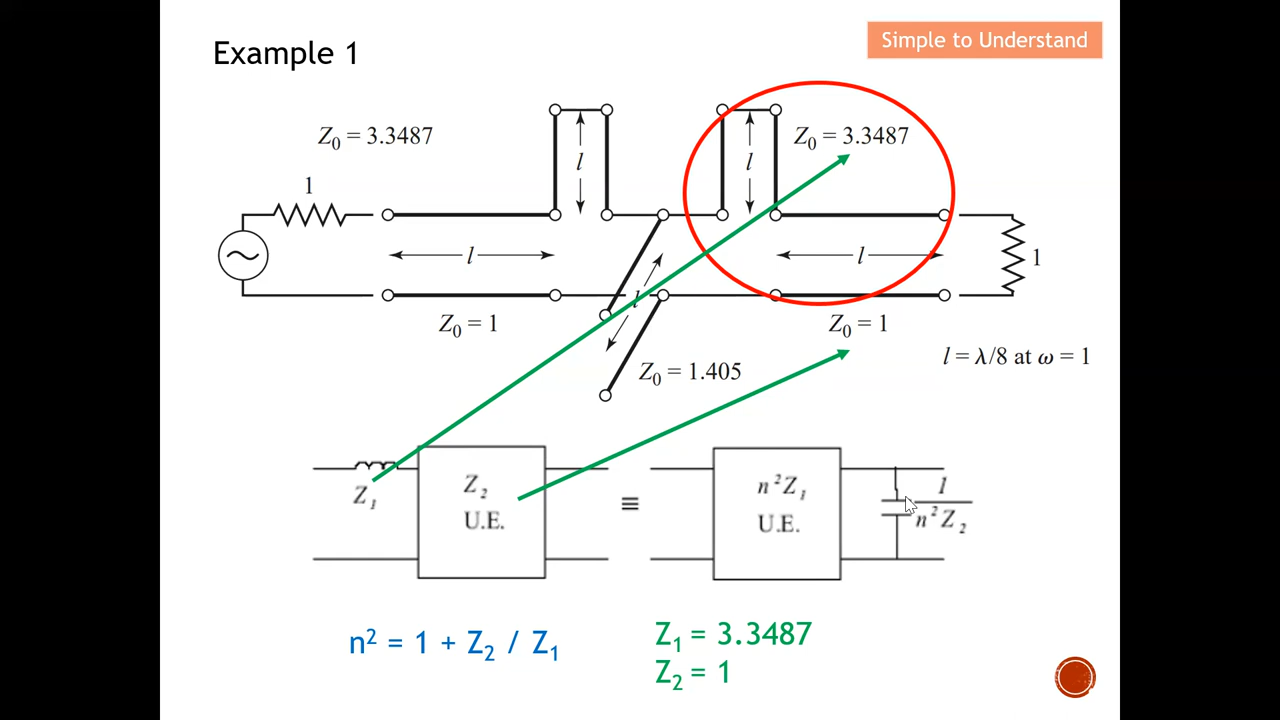 Example 1
Simple to Understand
Z₀ = 3.3487
l
l
Z₀ = 3.3487
1
l
l
l
1
Z₀ = 1
Z₀ = 1
l = λ/8 at ω = 1
Z₀ = 1.405
Z₁
Z₂
U.E.
≡
n²Z₁
U.E.
1
n²Z₂
n² = 1 + Z₂ / Z₁
Z₁ = 3.3487
Z₂ = 1